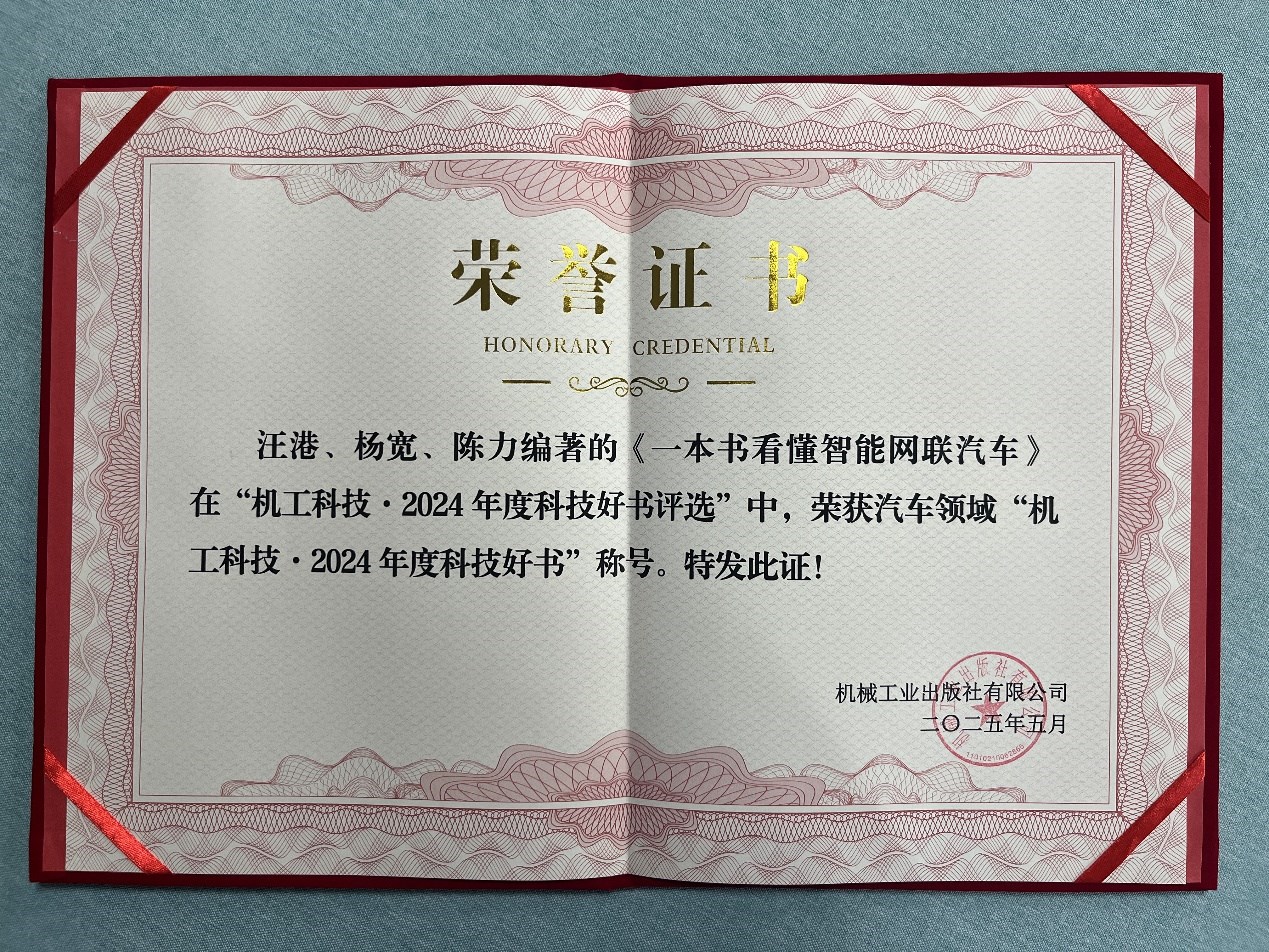 荣誉证书
HONORARY CREDENTIAL
汪港、杨宽、陈力编著的《一本书看懂智能网联汽车》
在“机工科技·2024年度科技好书评选”中，荣获汽车领域“机
工科技·2024年度科技好书”称号。特发此证！
机械工业出版社有限公司
二〇二五年五月